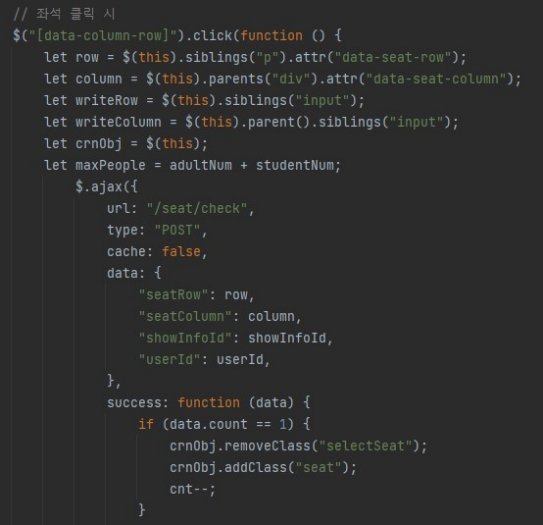 // 좌석 클릭 시
$("[data-column-row]").click(function () {
let row = $(this).siblings("p").attr("data-seat-row");
let column = $(this).parents("div").attr("data-seat-column");
let writeRow = $(this).siblings("input");
let writeColumn = $(this).parent().siblings("input");
let crnObj = $(this);
let maxPeople = adultNum + studentNum;
$.ajax({
url: "/seat/check",
type: "POST",
cache: false,
data: {
"seatRow": row,
"seatColumn": column,
"showInfoId": showInfoId,
"userId": userId,
},
success: function (data) {
if (data.count == 1) {
crnObj.removeClass("selectSeat");
crnObj.addClass("seat");
cnt--;
}